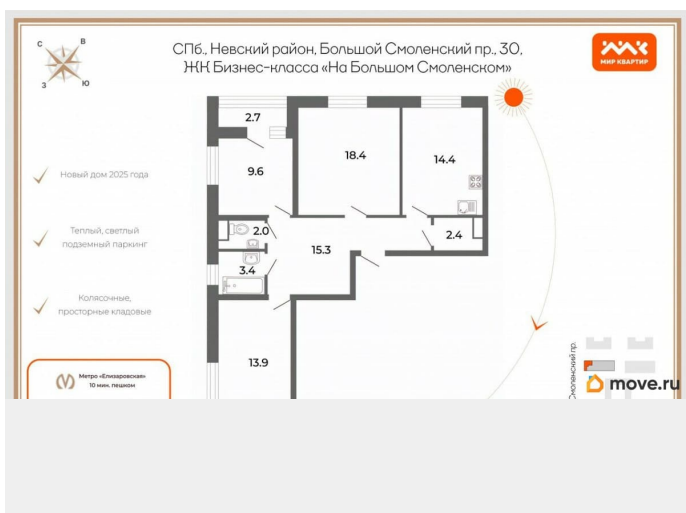 С В
З Ю
СПб., Невский район, Большой Смоленский пр., 30,
ЖК Бизнес-класса «На Большом Смоленском»
МИР КВАРТИР
2.7
9.6
18.4
14.4
Новый дом 2025 года
Теплый, светлый
подземный паркинг
2.0
2.4
15.3
3.4
Колясочные,
просторные кладовые
13.9
Метро «Елизаровская»
10 мин. пешком
Смоленский пр.
move.ru